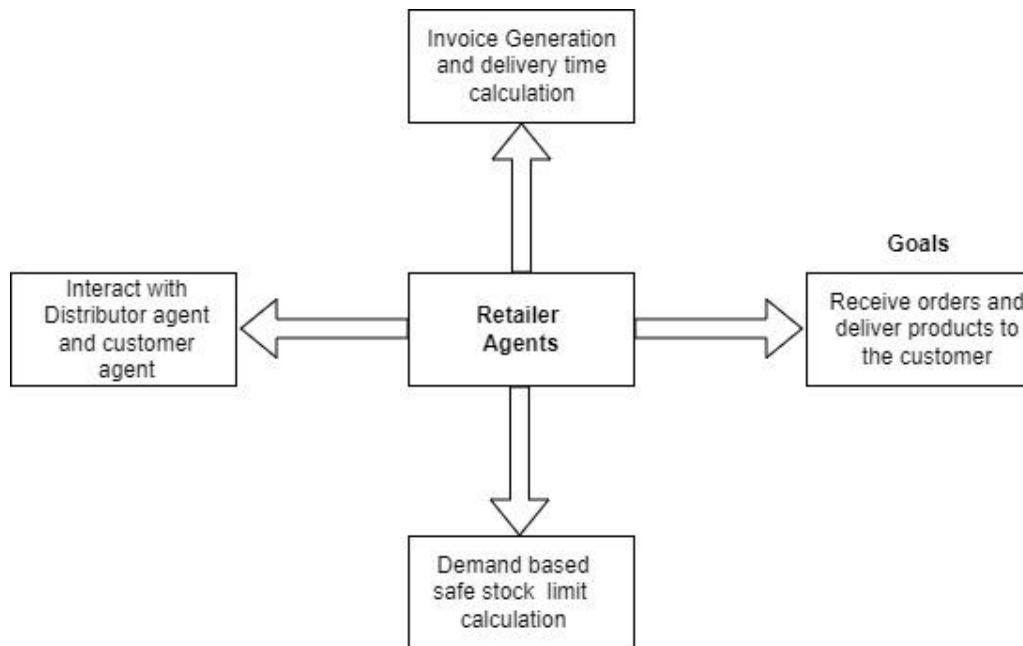 Invoice Generation
and delivery time
calculation
Goals
Interact with
Distributor agent
and customer
agent
Retailer
Agents
Receive orders and
deliver products to
the customer
Demand based
safe stock limit
calculation